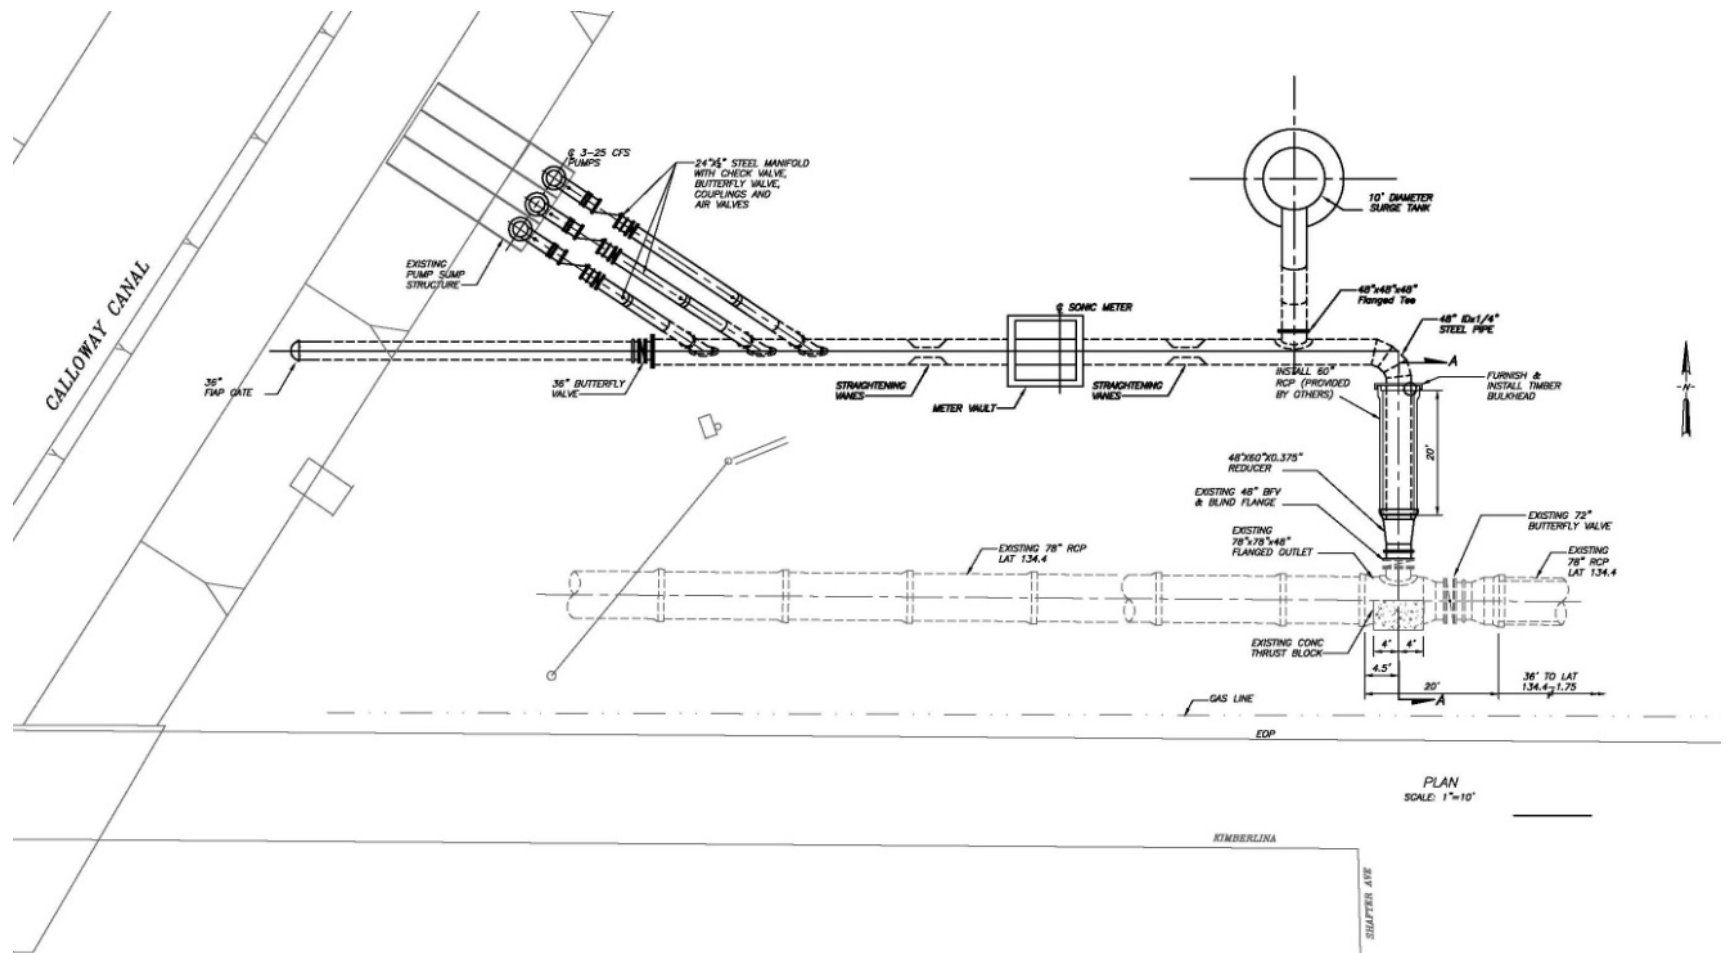 CALLOWAY CANAL
℄ 3-25 CFS
PUMPS
24"X¼" STEEL MANIFOLD
WITH CHECK VALVE,
BUTTERFLY VALVE,
COUPLINGS AND
AIR VALVES
EXISTING
PUMP SUMP
STRUCTURE
36"
FLAP GATE
36" BUTTERFLY
VALVE
STRAIGHTENING
VANES
℄ SONIC METER
METER VAULT
STRAIGHTENING
VANES
10' DIAMETER
SURGE TANK
48"x48"x48"
Flanged Tee
48" IDx1/4"
STEEL PIPE
A
INSTALL 60"
RCP (PROVIDED
BY OTHERS)
FURNISH &
INSTALL TIMBER
BULKHEAD
N
20'
48"X60"X0.375"
REDUCER
EXISTING 48" BFV
& BLIND FLANGE
EXISTING
78"x78"x48"
FLANGED OUTLET
EXISTING 72"
BUTTERFLY VALVE
EXISTING
78" RCP
LAT 134.4
EXISTING 78" RCP
LAT 134.4
EXISTING CONC
THRUST BLOCK
4'
4'
4.5'
20'
36' TO LAT
134.4-1.75
A
GAS LINE
EOP
PLAN
SCALE: 1"=10'
KIMBERLINA
SHAFTER AVE